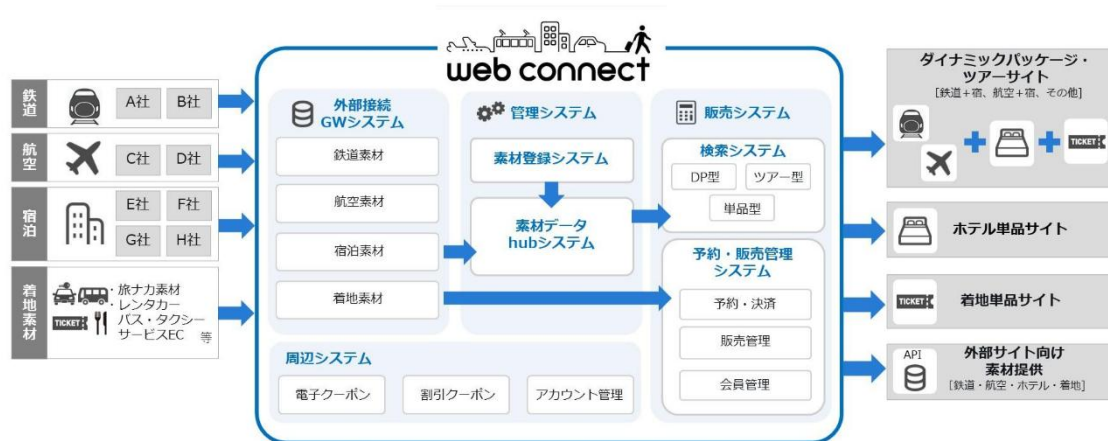 web connect
鉄道
A社 B社
航空
C社 D社
宿泊
E社 F社
G社 H社
着地素材
・旅ナカ素材
・レンタカー
バス・タクシー
サービスEC 等
TICKET
外部接続
GWシステム
鉄道素材
航空素材
宿泊素材
着地素材
管理システム
素材登録システム
素材データ
hubシステム
販売システム
検索システム
DP型 ツアー型
単品型
予約・販売管理
システム
予約・決済
販売管理
会員管理
周辺システム
電子クーポン 割引クーポン アカウント管理
ダイナミックパッケージ・
ツアーサイト
[鉄道+宿、航空+宿、その他]
TICKET
ホテル単品サイト
TICKET
着地単品サイト
API
外部サイト向け
素材提供
[鉄道・航空・ホテル・着地]